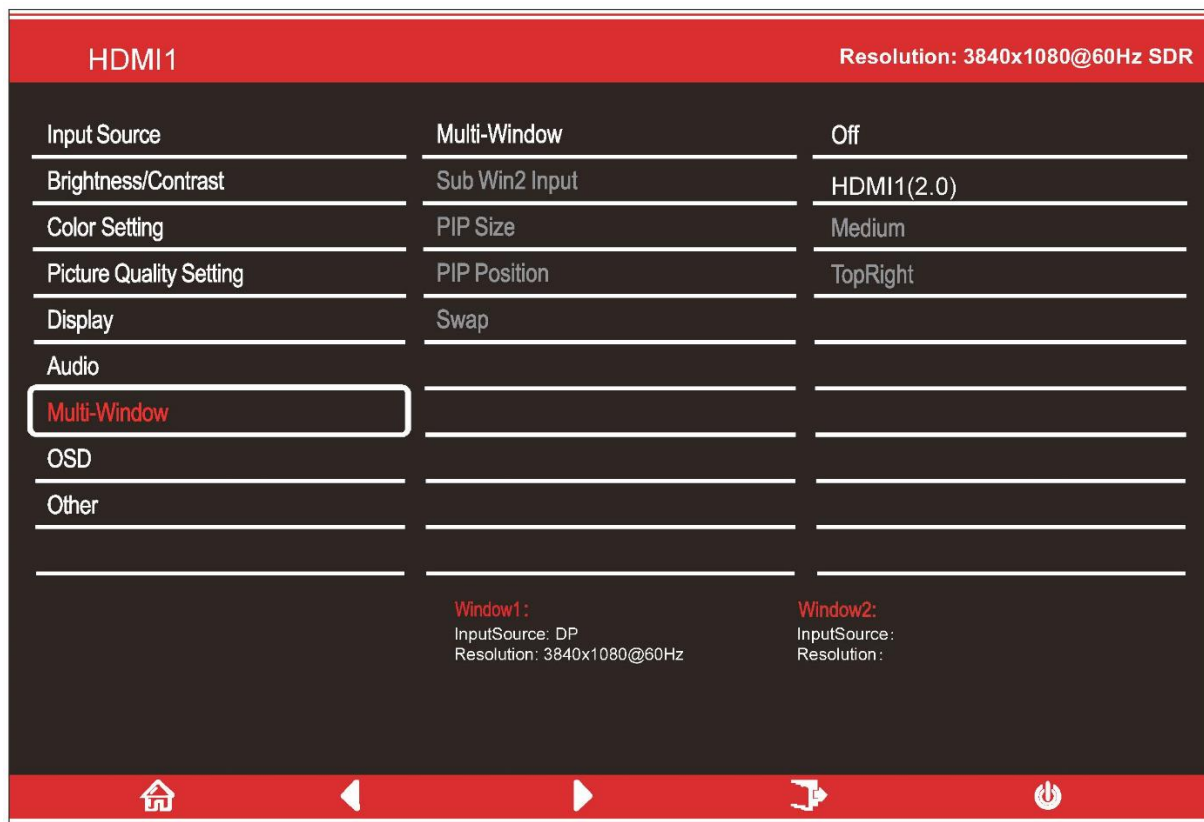 HDMI1
Resolution: 3840x1080@60Hz SDR
Input Source
Multi-Window
Off
Brightness/Contrast
Sub Win2 Input
HDMI1(2.0)
Color Setting
PIP Size
Medium
Picture Quality Setting
PIP Position
TopRight
Display
Swap
Audio
Multi-Window
OSD
Other
Window1:
InputSource: DP
Resolution: 3840x1080@60Hz
Window2:
InputSource:
Resolution: